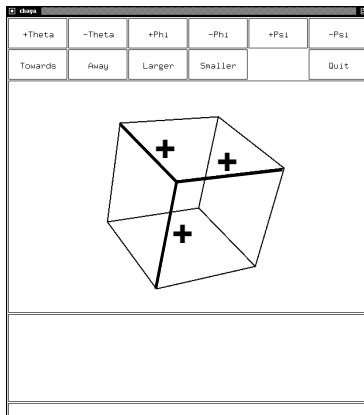 chaya
+Theta -Theta +Phi -Phi +Psi -Psi
Towards Away Larger Smaller Quit
+ +
+